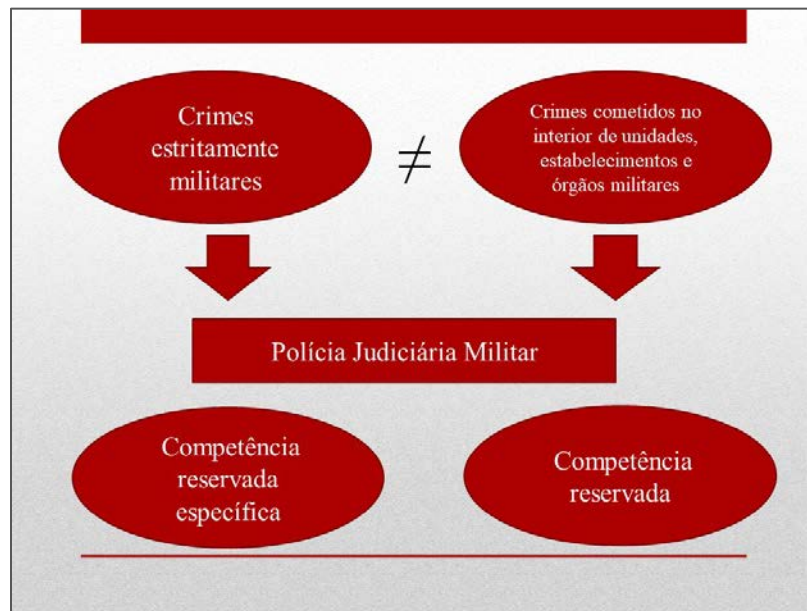 Crimes
estritamente
militares
≠
Crimes cometidos no
interior de unidades,
estabelecimentos e
órgãos militares
Polícia Judiciária Militar
Competência
reservada
específica
Competência
reservada